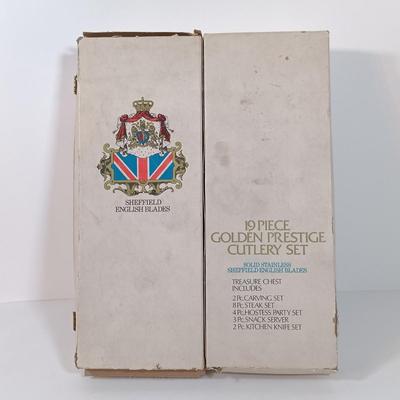 SHEFFIELD
ENGLISH BLADES
19 PIECE
GOLDEN PRESTIGE
CUTLERY SET
SOLID STAINLESS
SHEFFIELD ENGLISH BLADES
TREASURE CHEST
INCLUDES
2 Pc. CARVING SET
8 Pc. STEAK SET
4 Pc. HOSTESS PARTY SET
3 Pc. SNACK SERVER
2 Pc. KITCHEN KNIFE SET